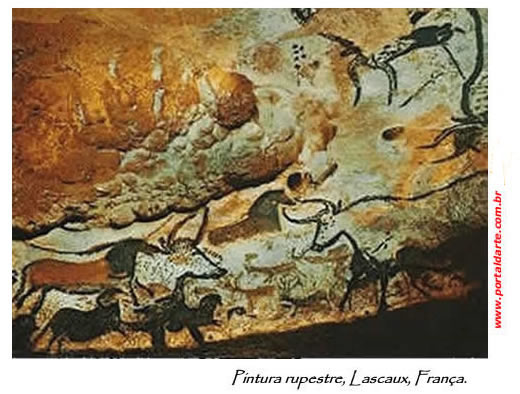 www.portaldarte.com.br
Pintura rupestre, Lascaux, França.